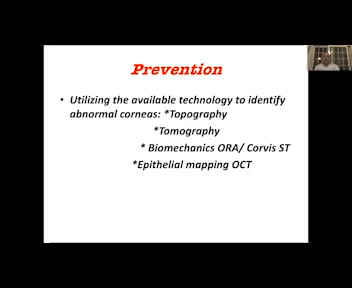 Prevention
• Utilizing the available technology to identify
abnormal corneas: *Topography
*Tomography
* Biomechanics ORA/ Corvis ST
*Epithelial mapping OCT